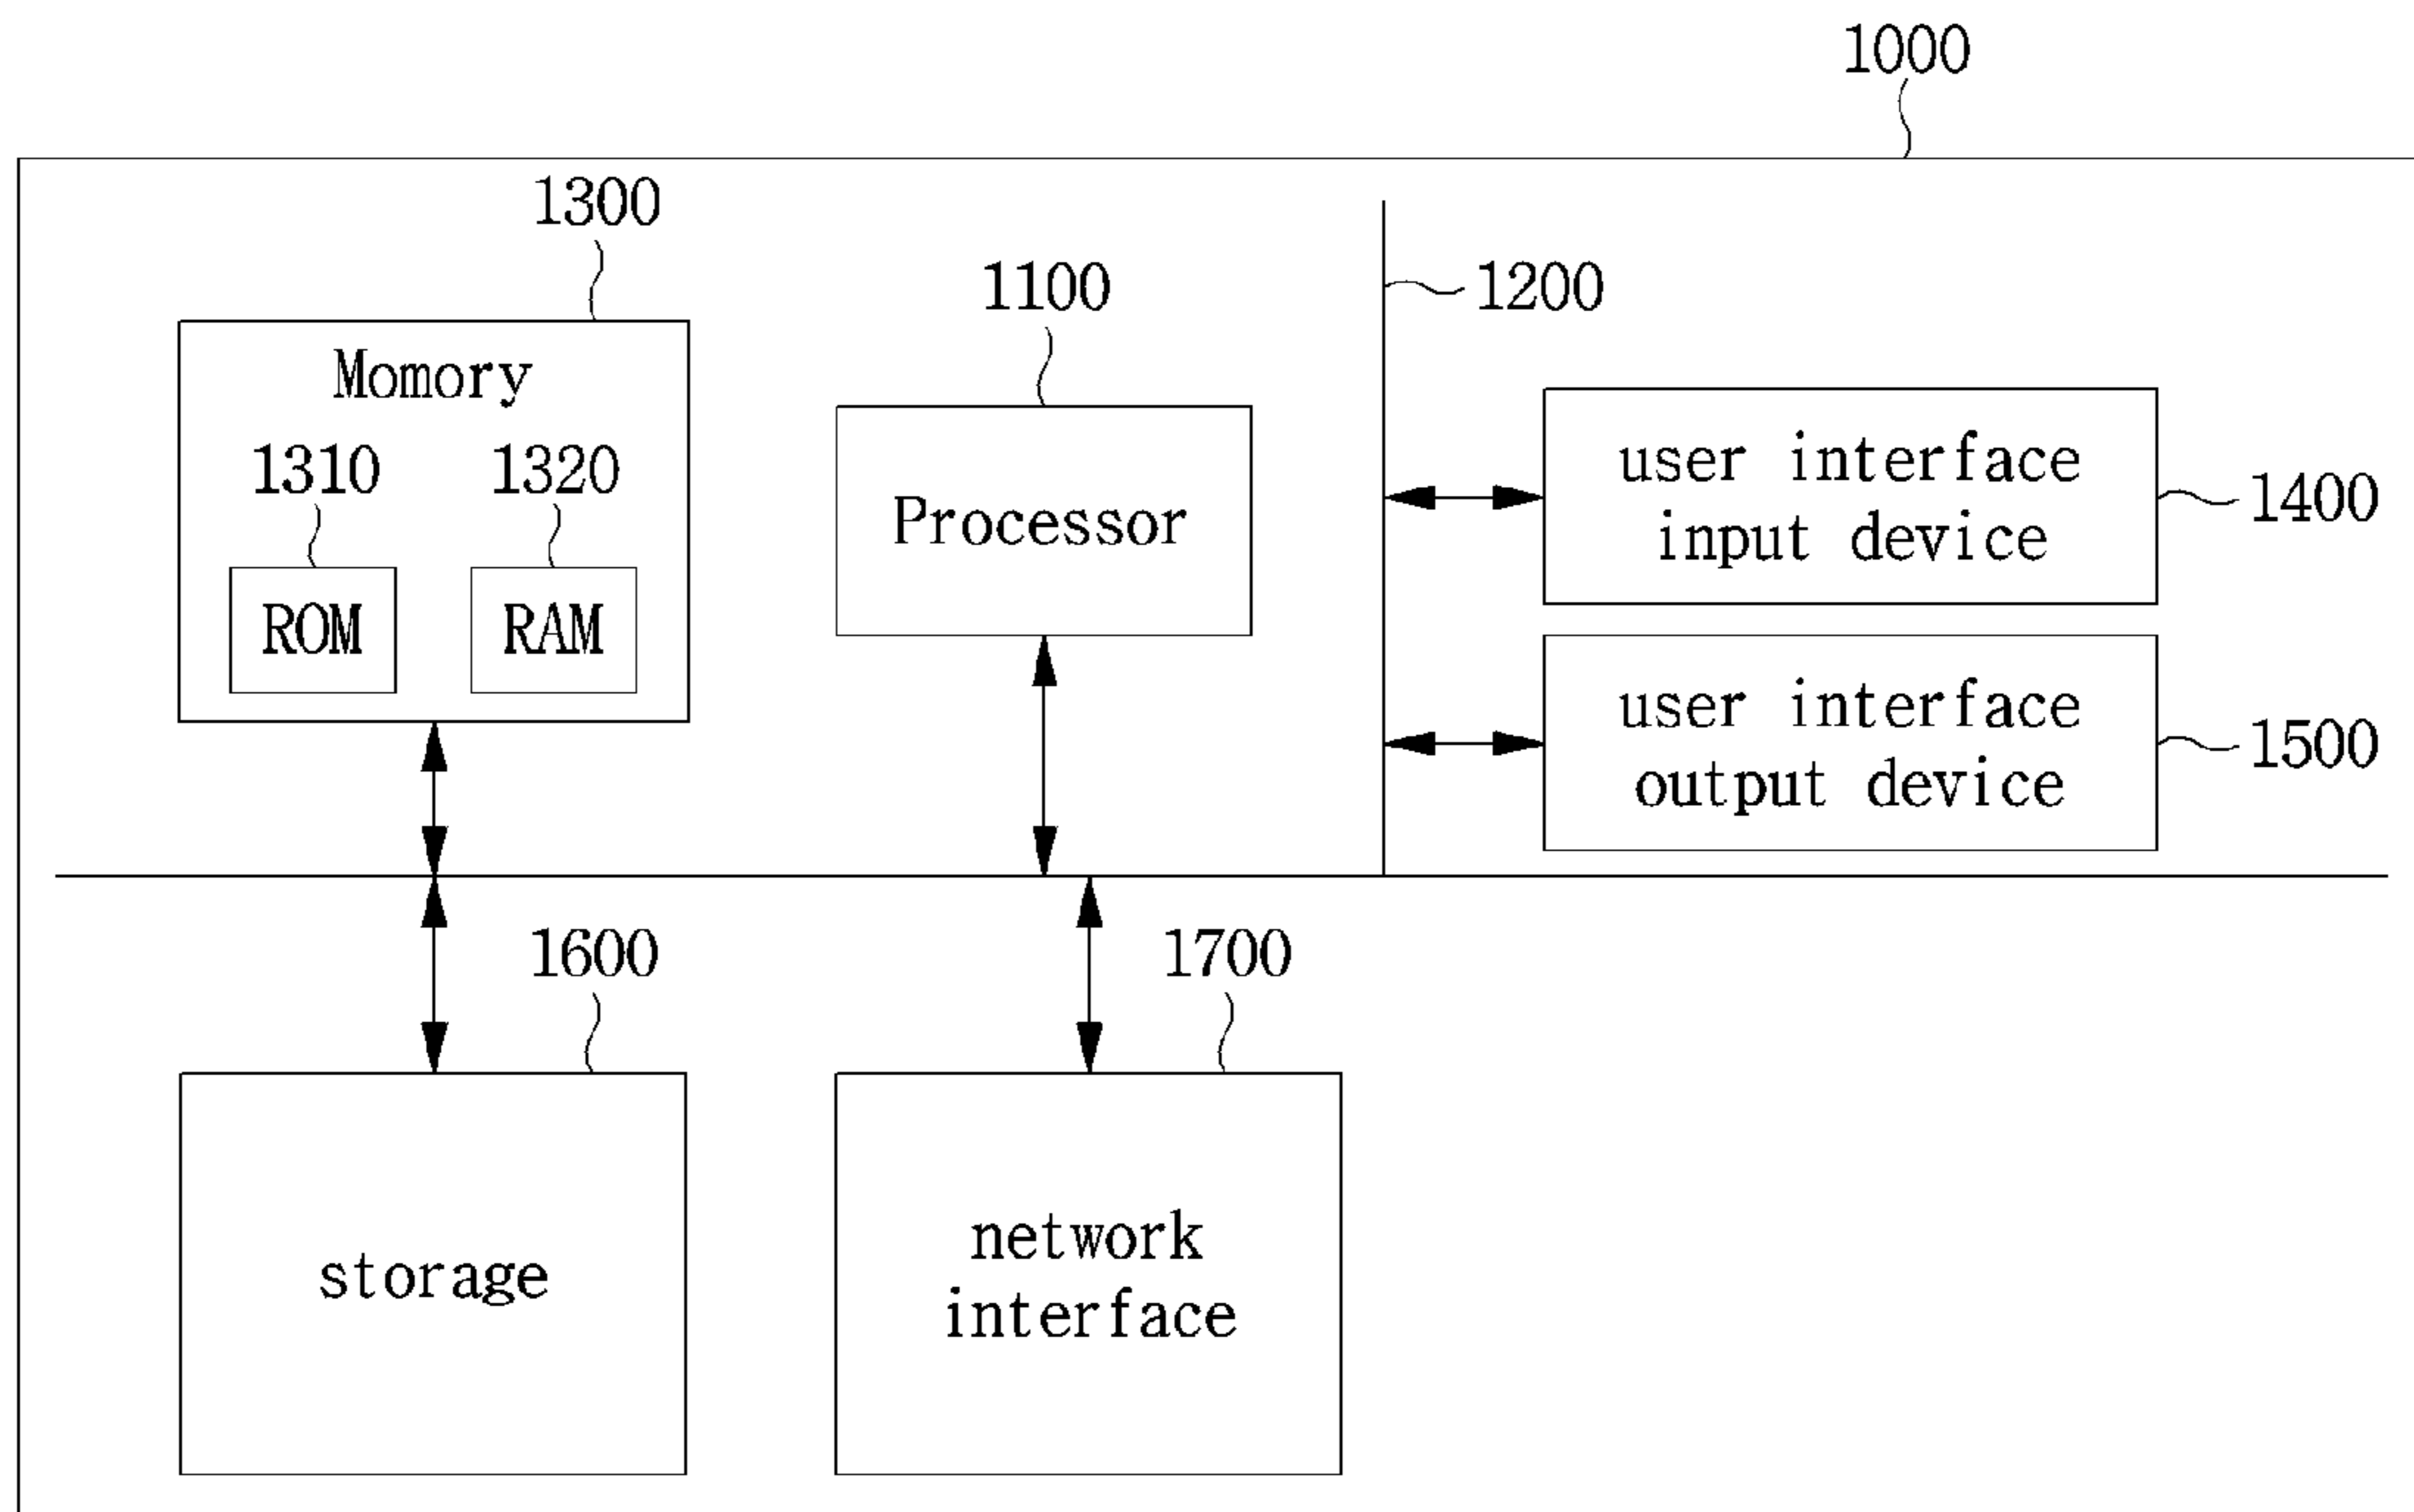 1000
1300
1100
1200
Momory
1310
1320
ROM
RAM
Processor
user interface
input device
1400
user interface
output device
1500
1600
1700
storage
network
interface